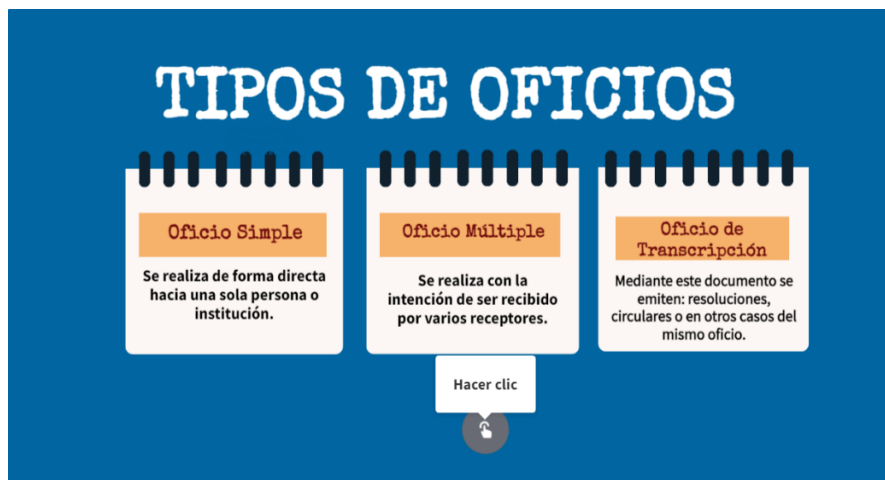 TIPOS DE OFICIOS
Oficio Simple
Se realiza de forma directa
hacia una sola persona o
institución.
Oficio Múltiple
Se realiza con la
intención de ser recibido
por varios receptores.
Oficio de
Transcripción
Mediante este documento se
emiten: resoluciones,
circulares o en otros casos del
mismo oficio.
Hacer clic